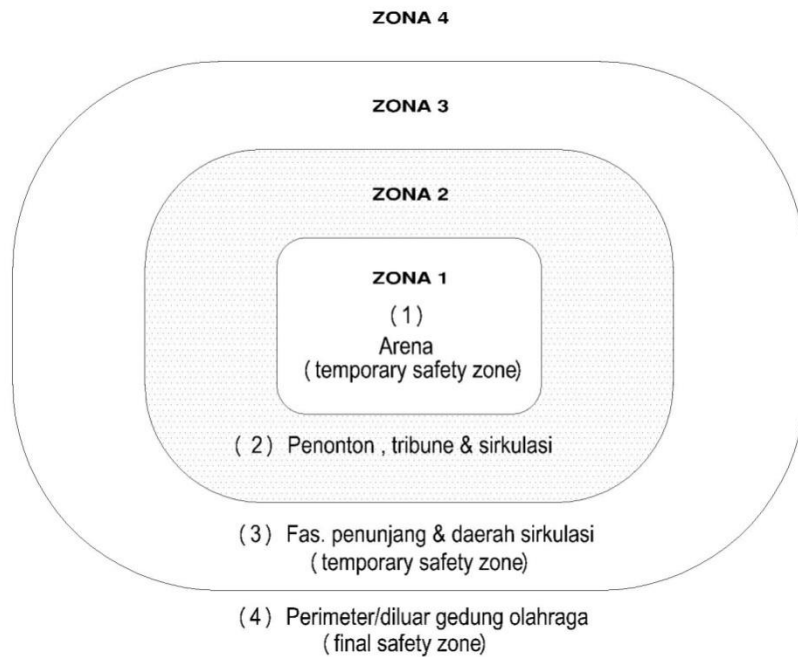 ZONA 4
ZONA 3
ZONA 2
ZONA 1
( 1 )
Arena
( temporary safety zone)
( 2 ) Penonton , tribune & sirkulasi
( 3 ) Fas. penunjang & daerah sirkulasi
( temporary safety zone)
( 4 ) Perimeter/diluar gedung olahraga
( final safety zone)